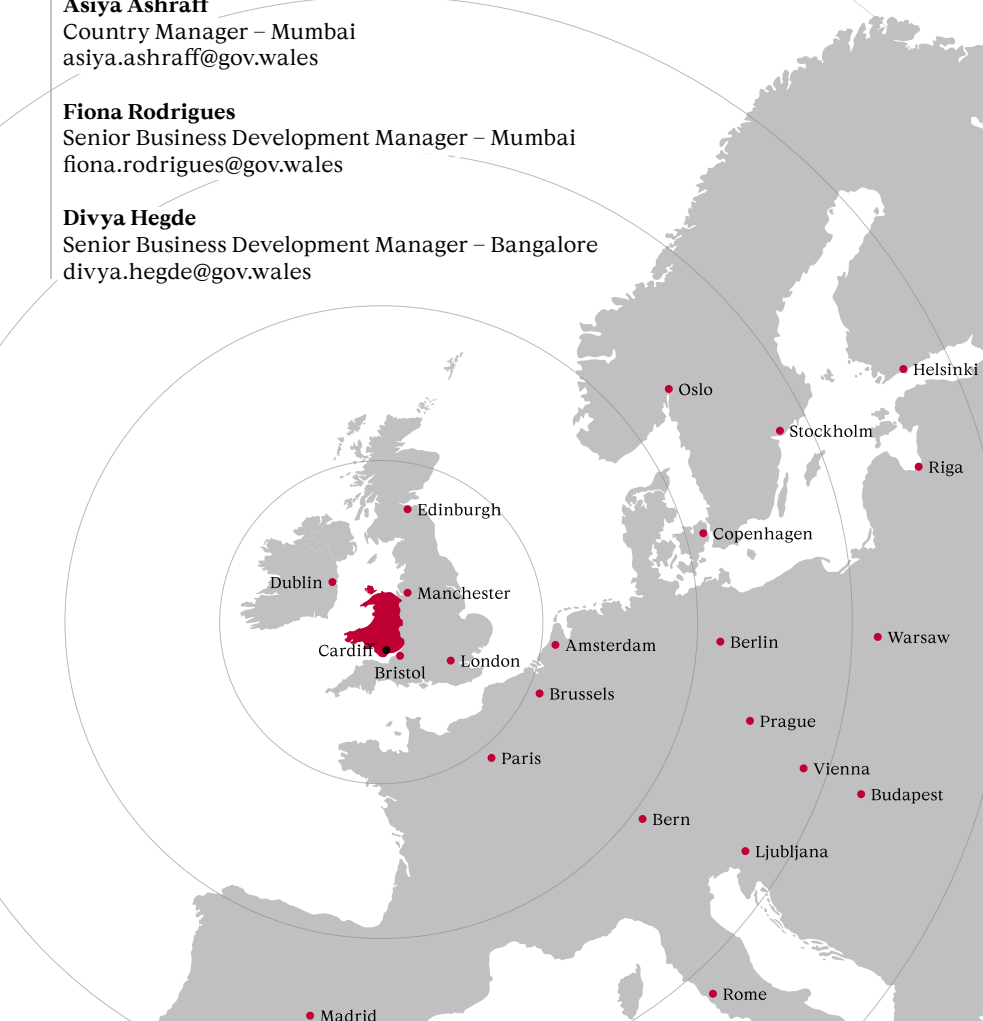 Asiya Ashraff
Country Manager – Mumbai
asiya.ashraff@gov.wales
Fiona Rodrigues
Senior Business Development Manager – Mumbai
fiona.rodrigues@gov.wales
Divya Hegde
Senior Business Development Manager – Bangalore
divya.hegde@gov.wales
Helsinki
Oslo
Stockholm
Riga
Edinburgh
Copenhagen
Dublin
Manchester
Warsaw
Berlin
Amsterdam
Cardiff
London
Bristol
Brussels
Prague
Paris
Vienna
Budapest
Bern
Ljubljana
Rome
Madrid